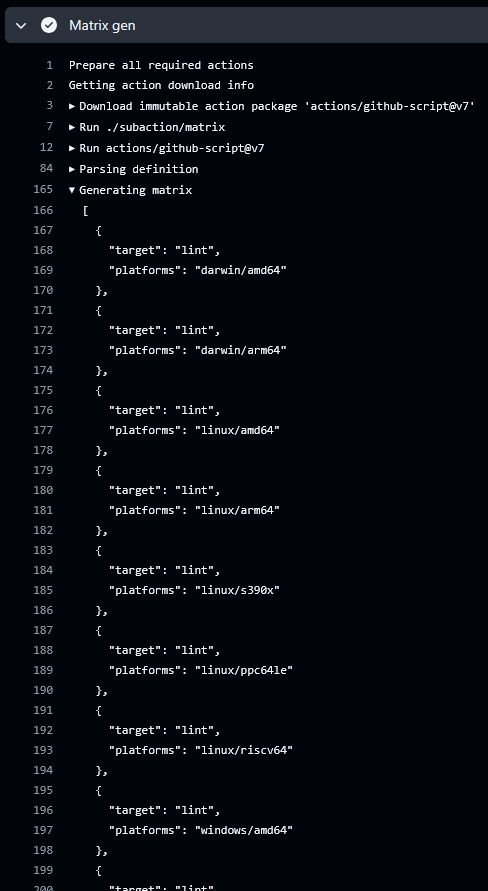 Matrix gen
1 Prepare all required actions
2 Getting action download info
3 ▶ Download immutable action package 'actions/github-script@v7'
7 ▶ Run ./subaction/matrix
12 ▶ Run actions/github-script@v7
84 ▶ Parsing definition
165 ▼ Generating matrix
166 [
167 {
168 "target": "lint",
169 "platforms": "darwin/amd64"
170 },
171 {
172 "target": "lint",
173 "platforms": "darwin/arm64"
174 },
175 {
176 "target": "lint",
177 "platforms": "linux/amd64"
178 },
179 {
180 "target": "lint",
181 "platforms": "linux/arm64"
182 },
183 {
184 "target": "lint",
185 "platforms": "linux/s390x"
186 },
187 {
188 "target": "lint",
189 "platforms": "linux/ppc64le"
190 },
191 {
192 "target": "lint",
193 "platforms": "linux/riscv64"
194 },
195 {
196 "target": "lint",
197 "platforms": "windows/amd64"
198 },
199 {
200 "target": "lint",